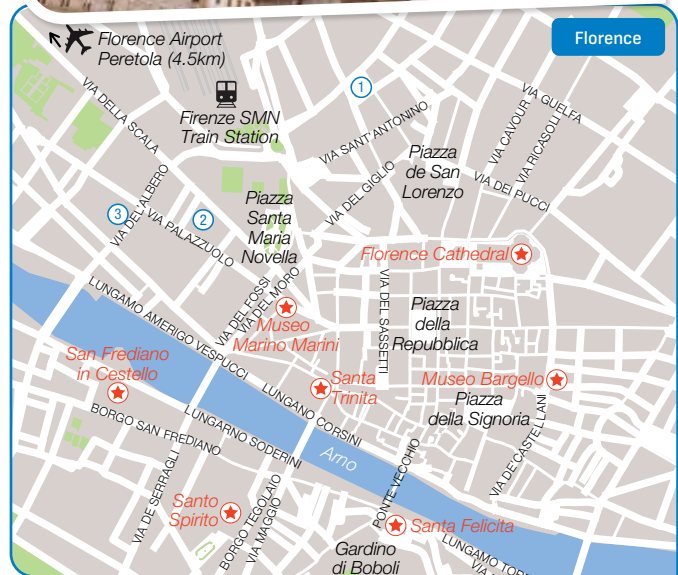 Florence
Florence Airport
Peretola (4.5km)
Firenze SMN
Train Station
1
VIA GUELFA
VIA DELLA SCALA
VIA SANT'ANTONINO
VIA CAVOUR
VIA RICASOLI
Piazza
de San
Lorenzo
VIA DEI PUCCI
VIA DEL GIGLIO
3
VIA DEL'ALBERO
2
VIA PALAZZUOLO
Piazza
Santa
Maria
Novella
Florence Cathedral
VIA DEL FOSSI
VIA DEL MORO
VIA DEL SASSETTI
LUNGAMO AMERIGO VESPUCCI
Museo
Marino Marini
Piazza
della
Repubblica
San Frediano
in Cestello
Santa
Trinita
Museo Bargello
Piazza
della Signoria
BORGO SAN FREDIANO
LUNGARNO SODERINI
LUNGANO CORSINI
Arno
VIA DE SERRAGLI
PONTE VECCHIO
VIA DE'CASTELLANI
Santo
Spirito
BORGO TEGOLAIO
VIA MAGGIO
Santa Felicita
Gardino
di Boboli